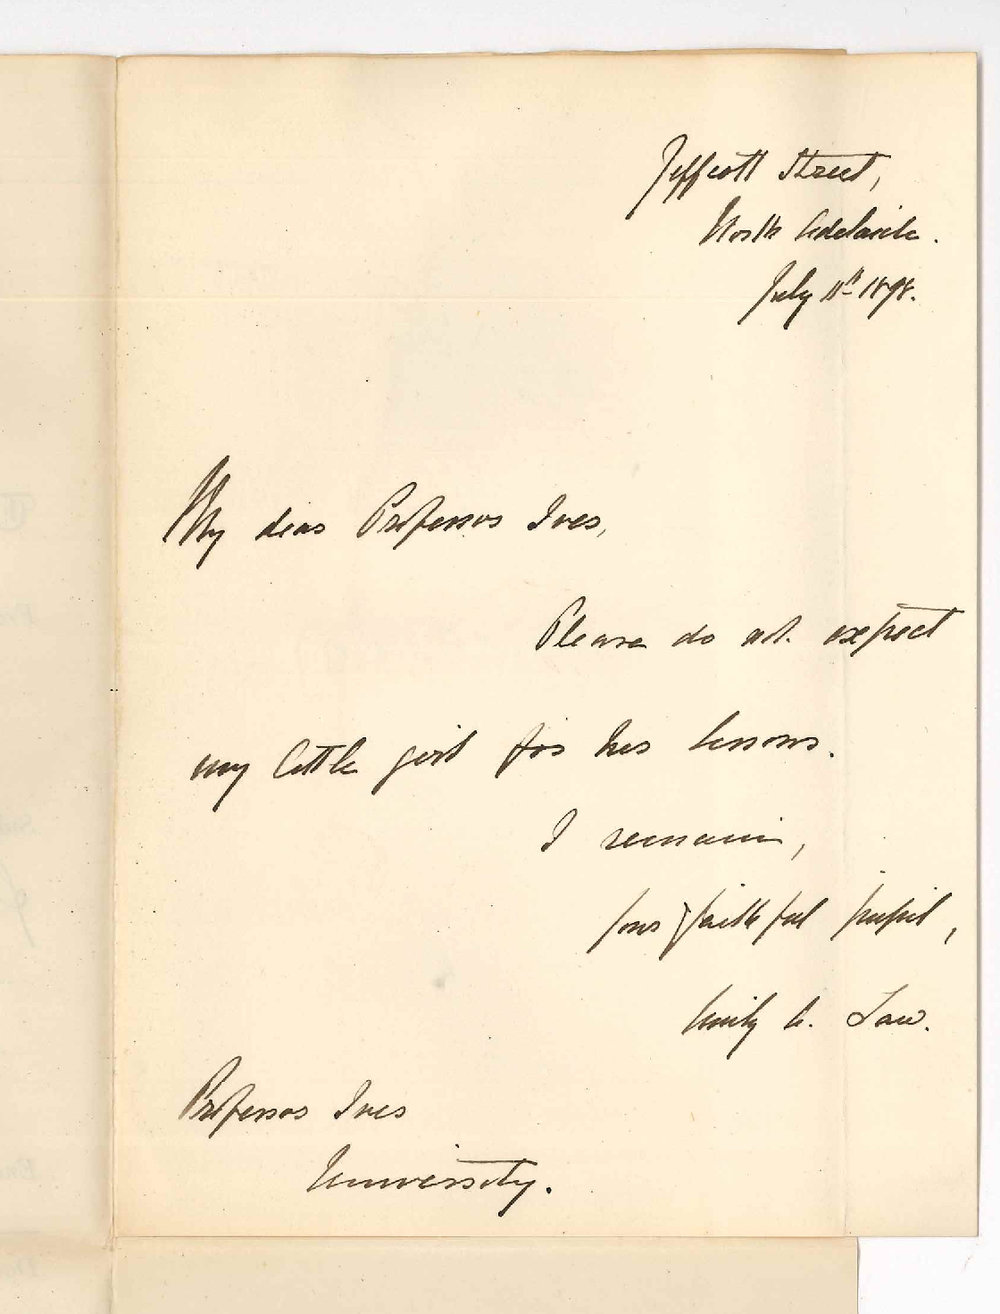 Jeffcott Street,
North Adelaide.
July 11th 1898.
My dear Professor Ives,
Please do not expect
my little girl for her lessons.
I remain,
your faithful pupil,
Emily A. Law.
Professor Ives
University.